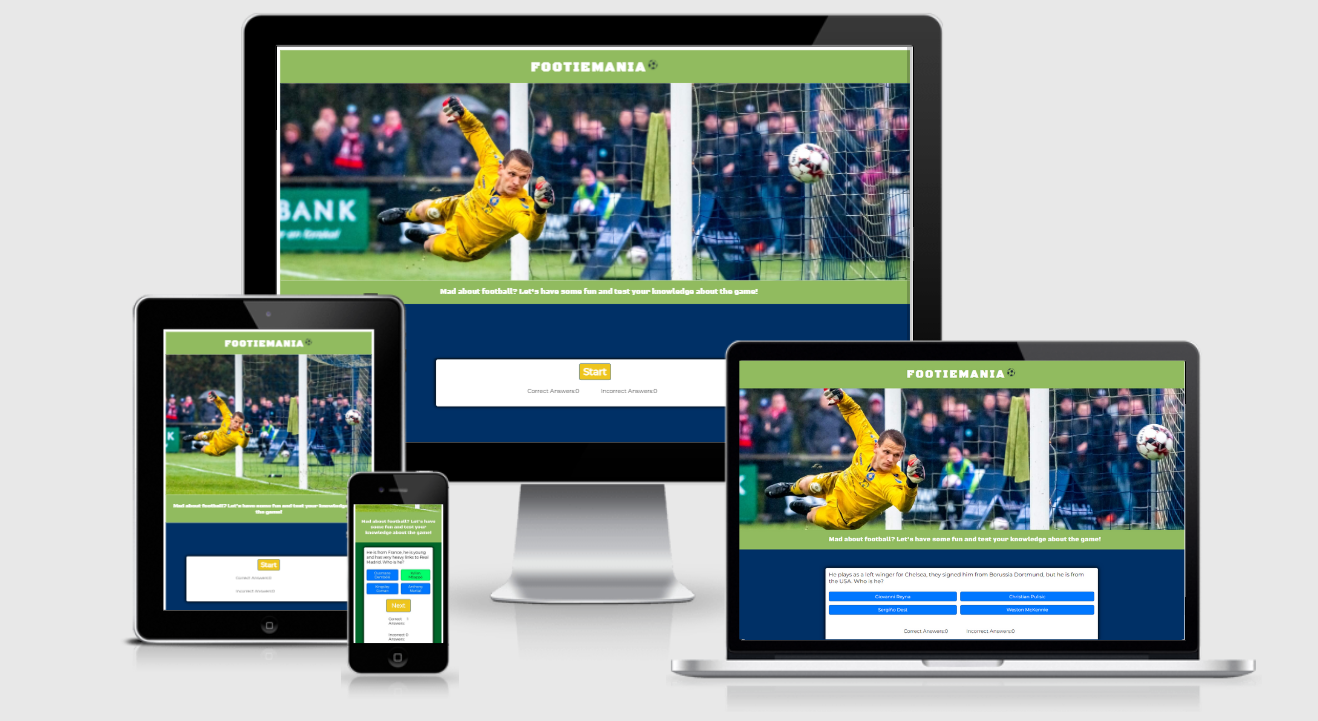 FOOTIEMANIA
BANK
Mad about football? Let's have some fun and test your knowledge about the game!
Start
Correct Answers:0 Incorrect Answers:0
FOOTIEMANIA
Mad about football? Let's have some fun and test your knowledge
the game!
Start
Correct Answers:0
Incorrect Answers:0
Mad about football? Let's have
some fun and test your
knowledge about the game!
He is from France, he is young
and has very heavy links to Real
Madrid. Who is he?
Next
Correct 1
Answers:
Incorrect 0
Answers:
FOOTIEMANIA
Mad about football? Let's have some fun and test your knowledge about the game!
He plays as a left winger for Chelsea, they signed him from Borussia Dortmund, but he is from
the USA. Who is he?
Giovanni Reyna Christian Pulisic
Sergiño Dest Weston McKennie
Correct Answers:0 Incorrect Answers:0